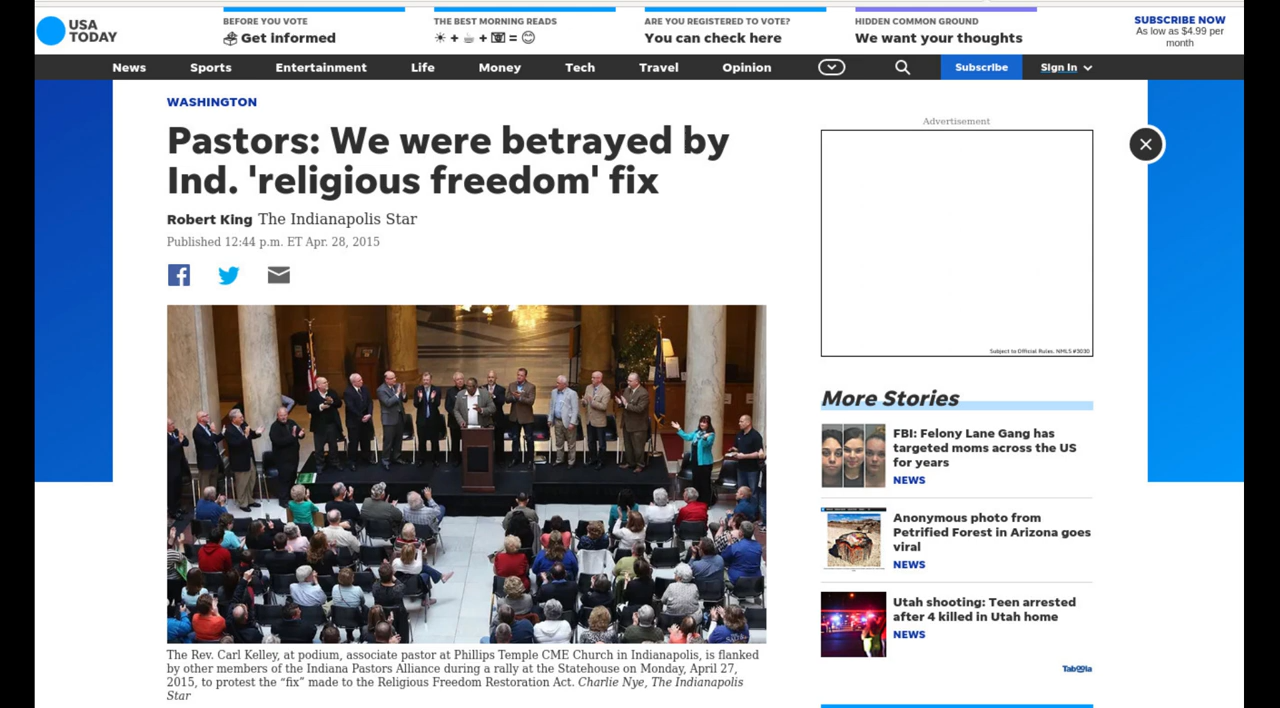 USA
TODAY
BEFORE YOU VOTE
Get informed
THE BEST MORNING READS
+ + =
ARE YOU REGISTERED TO VOTE?
You can check here
HIDDEN COMMON GROUND
We want your thoughts
SUBSCRIBE NOW
As low as $4.99 per
month
News Sports Entertainment Life Money Tech Travel Opinion Subscribe Sign In
WASHINGTON
Pastors: We were betrayed by
Ind. 'religious freedom' fix
Robert King The Indianapolis Star
Published 12:44 p.m. ET Apr. 28, 2015
The Rev. Carl Kelley, at podium, associate pastor at Phillips Temple CME Church in Indianapolis, is flanked
by other members of the Indiana Pastors Alliance during a rally at the Statehouse on Monday, April 27,
2015, to protest the “fix” made to the Religious Freedom Restoration Act. Charlie Nye, The Indianapolis
Star
Advertisement
Subject to Official Rules. NMLS #3030
More Stories
FBI: Felony Lane Gang has
targeted moms across the US
for years
NEWS
Anonymous photo from
Petrified Forest in Arizona goes
viral
NEWS
Utah shooting: Teen arrested
after 4 killed in Utah home
NEWS
Taboola